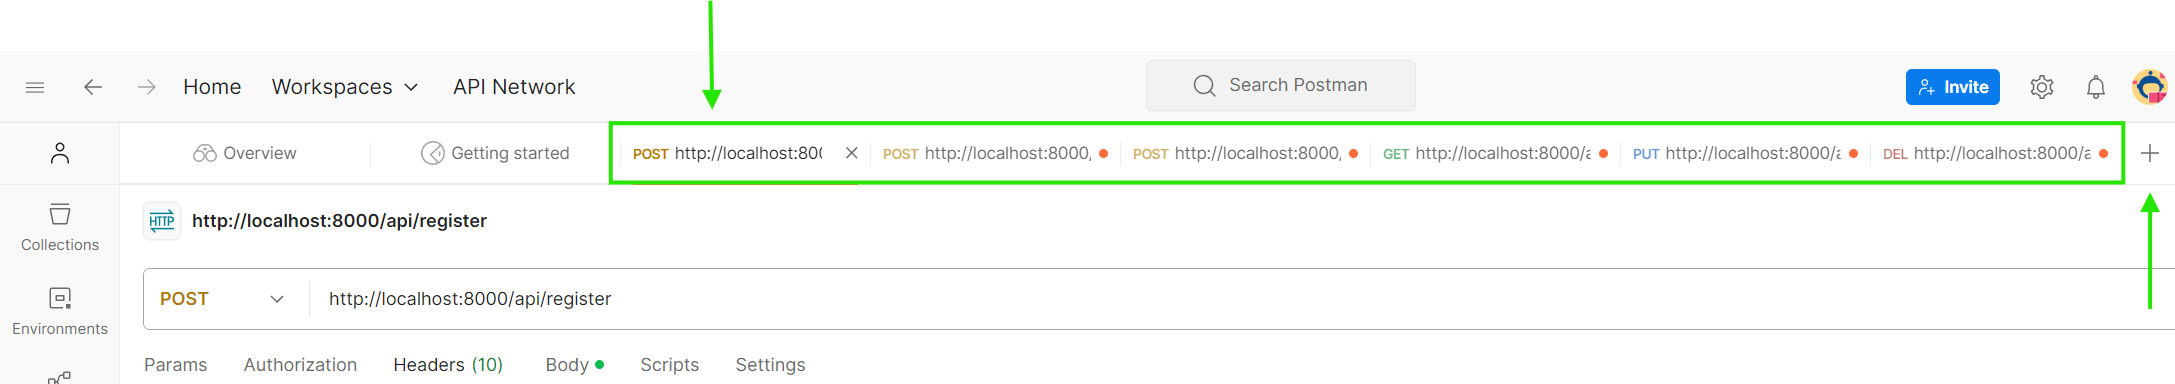 Home Workspaces API Network Search Postman Invite
Overview Getting started POST http://localhost:800 POST http://localhost:8000, POST http://localhost:8000, GET http://localhost:8000/a PUT http://localhost:8000/a DEL http://localhost:8000/a
HTTP http://localhost:8000/api/register
Collections
POST http://localhost:8000/api/register
Environments
Params Authorization Headers (10) Body Scripts Settings